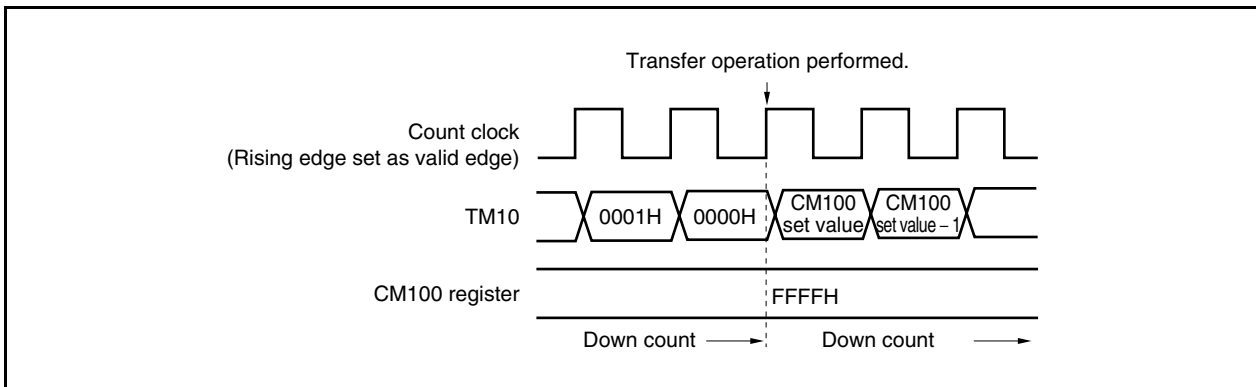 Transfer operation performed.
Count clock
(Rising edge set as valid edge)
TM10
0001H
0000H
CM100
set value
CM100
set value – 1
CM100 register
FFFFH
Down count
Down count